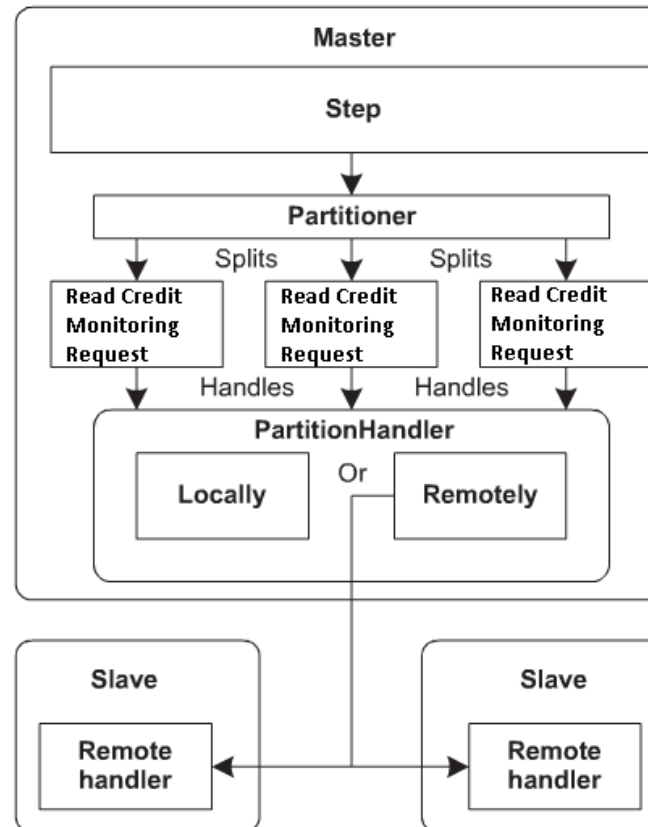 Master
Step
Partitioner
Splits Splits
Read Credit Read Credit Read Credit
Monitoring Monitoring Monitoring
Request Request Request
Handles Handles
PartitionHandler
Locally Or Remotely
Slave Slave
Remote Remote
handler handler